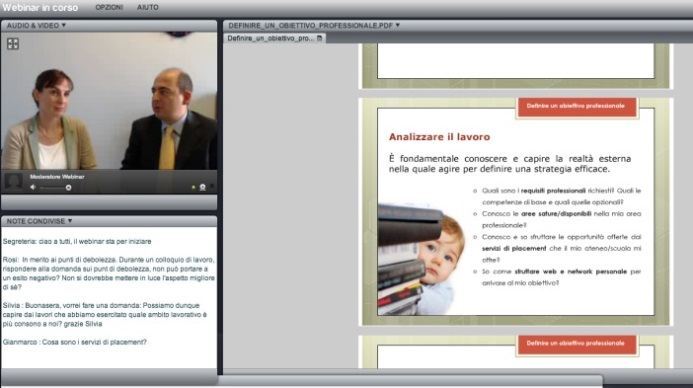 Webinar in corso
OPZIONI
AIUTO
AUDIO & VIDEO
Moderatore Webinar
NOTE CONDIVISE
Segreteria: ciao a tutti, il webinar sta per iniziare
Rosi: In merito ai punti di debolezza. Durante un colloquio di lavoro,
rispondere alla domanda sui punti di debolezza, non può portare a
un esito negativo? Non si dovrebbe mettere in luce l'aspetto migliore
di sè?
Silvia : Buonasera, vorrei fare una domanda: Possiamo dunque
capire dai lavori che abbiamo esercitato quale ambito lavorativo è
più consono a noi? grazie Silvia
Gianmarco : Cosa sono i servizi di placement?
DEFINIRE_UN_OBIETTIVO_PROFESSIONALE.PDF
Definire_un_obiettivo_pro...
Definire un obiettivo professionale
Analizzare il lavoro
È fondamentale conoscere e capire la realtà esterna
nella quale agire per definire una strategia efficace.
Quali sono i requisiti professionali richiesti? Quali le
competenze di base e quali quelle opzionali?
Conosco le aree sature/disponibili nella mia area
professionale?
Conosco e so sfruttare le opportunità offerte dai
servizi di placement che il mio ateneo/scuola mi
offre?
So come sfruttare web e network personale per
arrivare al mio obiettivo?
Definire un obiettivo professionale